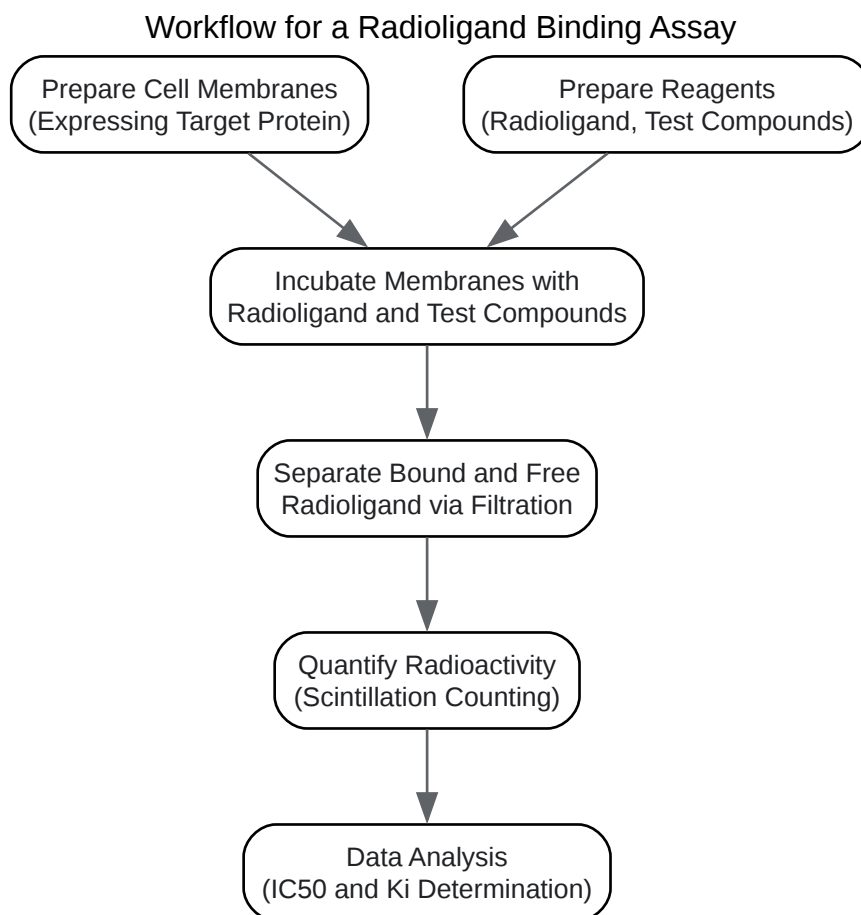 Workflow for a Radioligand Binding Assay
Prepare Cell Membranes
(Expressing Target Protein)
Prepare Reagents
(Radioligand, Test Compounds)
Incubate Membranes with
Radioligand and Test Compounds
Separate Bound and Free
Radioligand via Filtration
Quantify Radioactivity
(Scintillation Counting)
Data Analysis
(IC50 and Ki Determination)